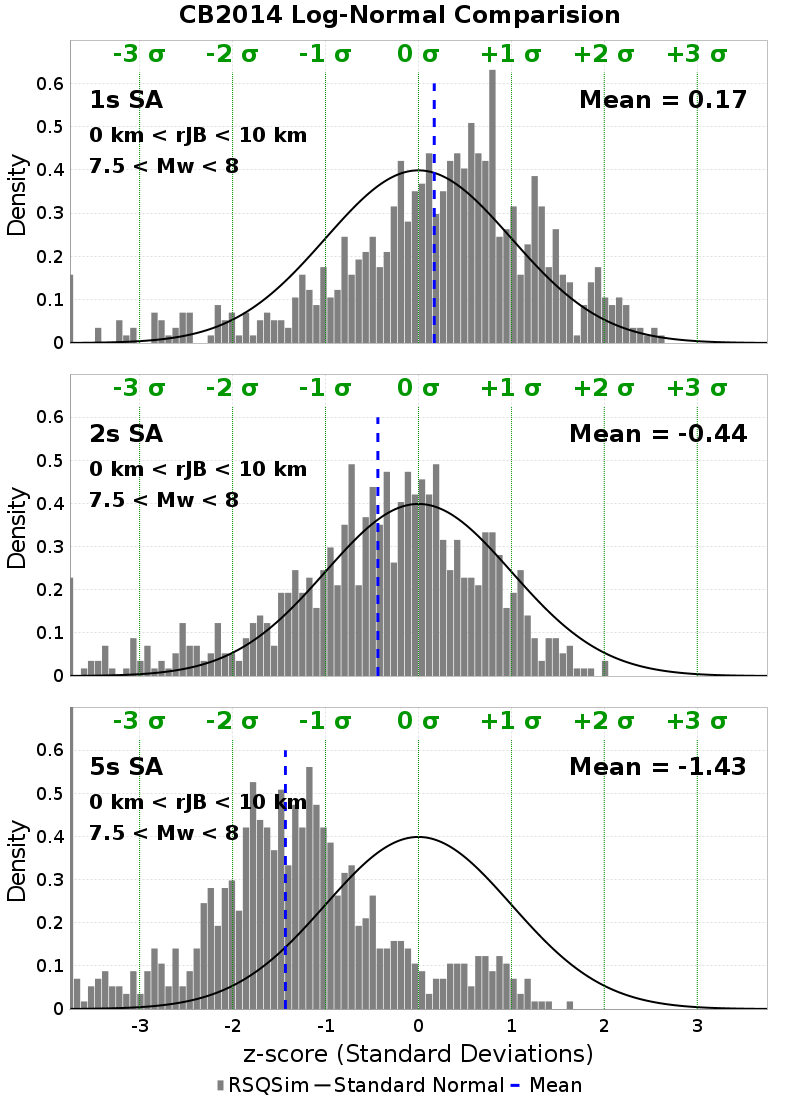 CB2014 Log-Normal Comparision
-3 σ -2 σ -1 σ 0 σ +1 σ +2 σ +3 σ
1s SA
Mean = 0.17
0 km < rJB < 10 km
7.5 < Mw < 8
Density
0.6
0.5
0.4
0.3
0.2
0.1
0
-3 σ -2 σ -1 σ 0 σ +1 σ +2 σ +3 σ
2s SA
Mean = -0.44
0 km < rJB < 10 km
7.5 < Mw < 8
Density
0.6
0.5
0.4
0.3
0.2
0.1
0
-3 σ -2 σ -1 σ 0 σ +1 σ +2 σ +3 σ
5s SA
Mean = -1.43
0 km < rJB < 10 km
7.5 < Mw < 8
Density
0.6
0.5
0.4
0.3
0.2
0.1
0
-3 -2 -1 0 1 2 3
z-score (Standard Deviations)
RSQSim Standard Normal Mean